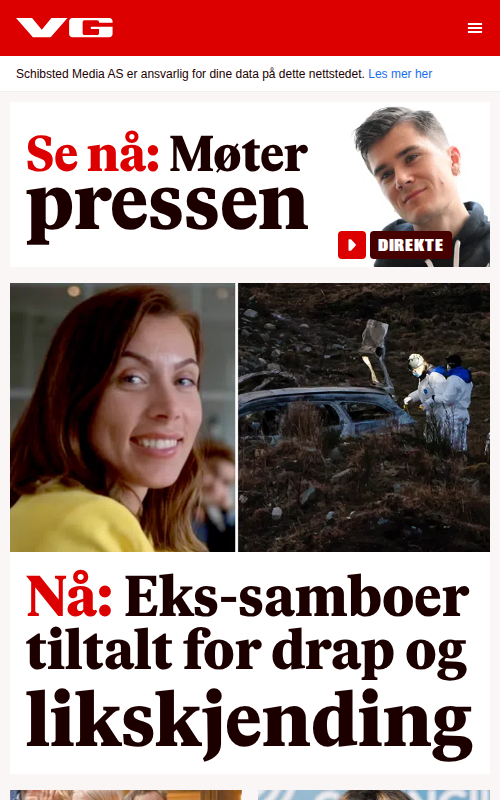 VG
Schibsted Media AS er ansvarlig for dine data på dette nettstedet. Les mer her
Se nå: Møter
pressen
DIREKTE
Nå: Eks-samboer
tiltalt for drap og
likskjending